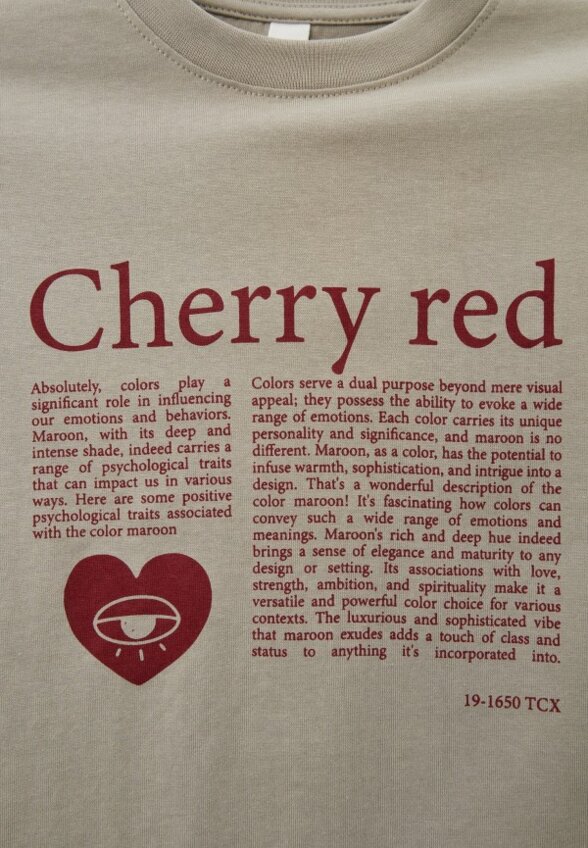 Cherry red
Absolutely, colors play a
significant role in influencing
our emotions and behaviors.
Maroon, with its deep and
intense shade, indeed carries a
range of psychological traits
that can impact us in various
ways. Here are some positive
psychological traits associated
with the color maroon
Colors serve a dual purpose beyond mere visual
appeal; they possess the ability to evoke a wide
range of emotions. Each color carries its unique
personality and significance, and maroon is no
different. Maroon, as a color, has the potential to
infuse warmth, sophistication, and intrigue into a
design. That's a wonderful description of the
color maroon! It's fascinating how colors can
convey such a wide range of emotions and
meanings. Maroon's rich and deep hue indeed
brings a sense of elegance and maturity to any
design or setting. Its associations with love,
strength, ambition, and spirituality make it a
versatile and powerful color choice for various
contexts. The luxurious and sophisticated vibe
that maroon exudes adds a touch of class and
status to anything it's incorporated into.
19-1650 TCX